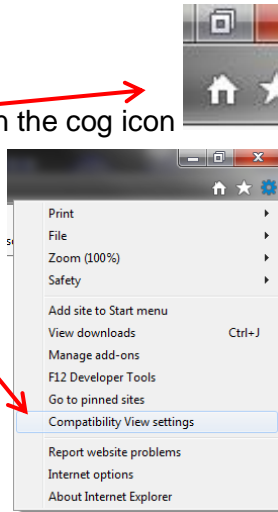 n the cog icon
Print
File
Zoom (100%)
Safety
Add site to Start menu
View downloads Ctrl+J
Manage add-ons
F12 Developer Tools
Go to pinned sites
Compatibility View settings
Report website problems
Internet options
About Internet Explorer